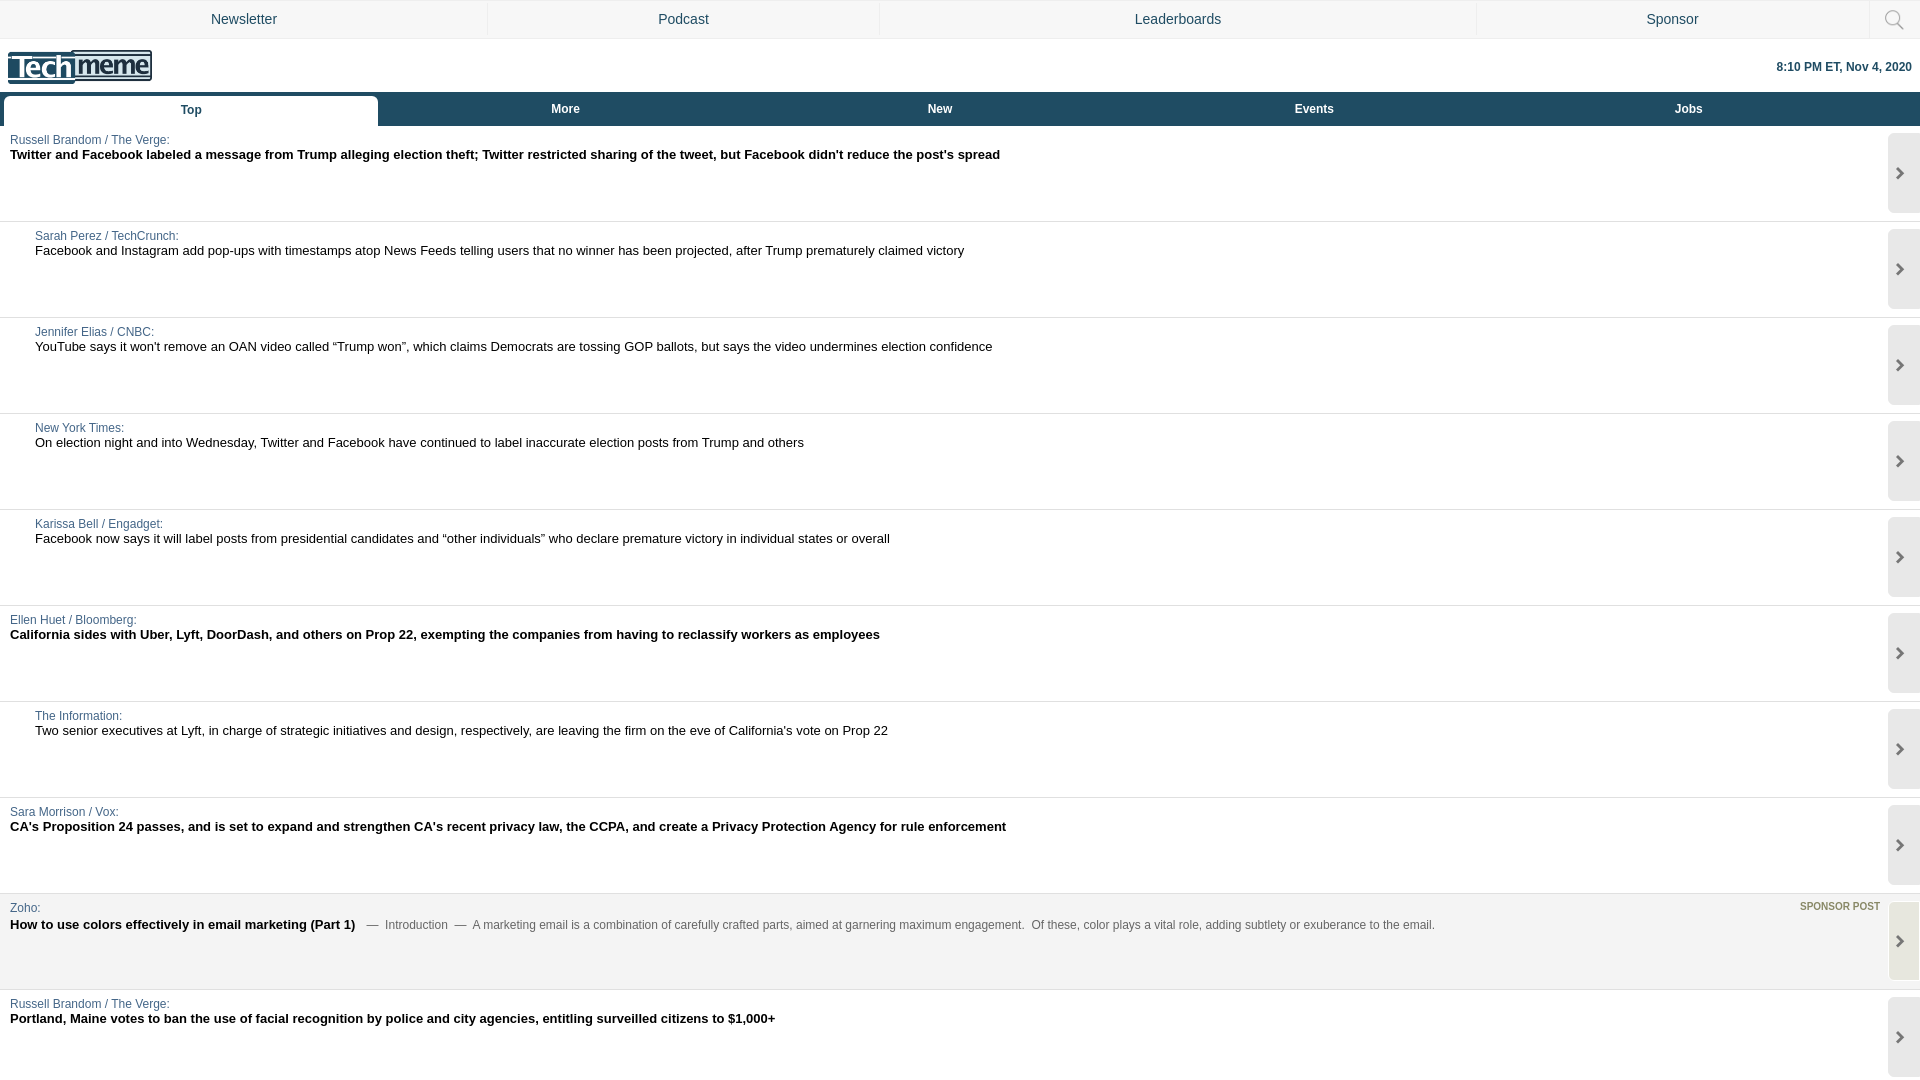 Newsletter
Podcast
Leaderboards
Sponsor
Techmeme
8:10 PM ET, Nov 4, 2020
Top
More
New
Events
Jobs
Russell Brandom / The Verge:
Twitter and Facebook labeled a message from Trump alleging election theft; Twitter restricted sharing of the tweet, but Facebook didn't reduce the post's spread
Sarah Perez / TechCrunch:
Facebook and Instagram add pop-ups with timestamps atop News Feeds telling users that no winner has been projected, after Trump prematurely claimed victory
Jennifer Elias / CNBC:
YouTube says it won't remove an OAN video called “Trump won”, which claims Democrats are tossing GOP ballots, but says the video undermines election confidence
New York Times:
On election night and into Wednesday, Twitter and Facebook have continued to label inaccurate election posts from Trump and others
Karissa Bell / Engadget:
Facebook now says it will label posts from presidential candidates and “other individuals” who declare premature victory in individual states or overall
Ellen Huet / Bloomberg:
California sides with Uber, Lyft, DoorDash, and others on Prop 22, exempting the companies from having to reclassify workers as employees
The Information:
Two senior executives at Lyft, in charge of strategic initiatives and design, respectively, are leaving the firm on the eve of California's vote on Prop 22
Sara Morrison / Vox:
CA's Proposition 24 passes, and is set to expand and strengthen CA's recent privacy law, the CCPA, and create a Privacy Protection Agency for rule enforcement
Zoho:
SPONSOR POST
How to use colors effectively in email marketing (Part 1) — Introduction — A marketing email is a combination of carefully crafted parts, aimed at garnering maximum engagement. Of these, color plays a vital role, adding subtlety or exuberance to the email.
Russell Brandom / The Verge:
Portland, Maine votes to ban the use of facial recognition by police and city agencies, entitling surveilled citizens to $1,000+